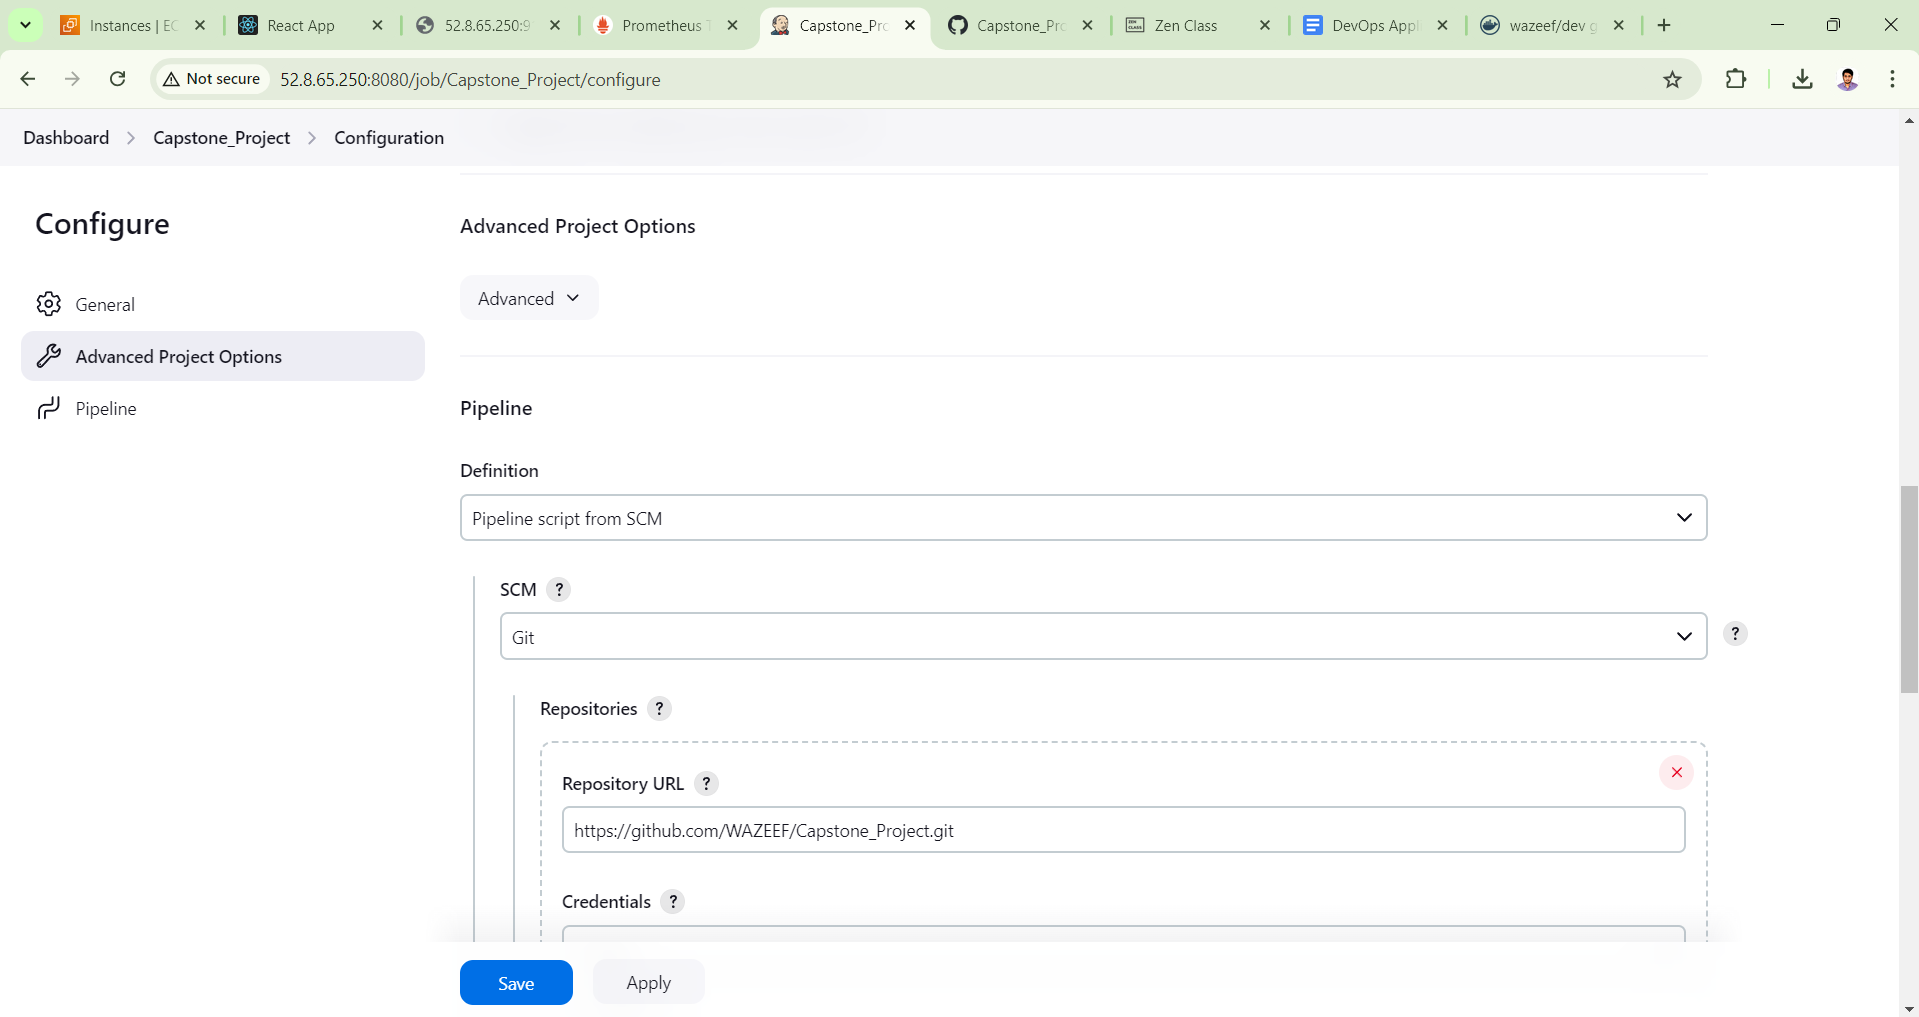 Instances | EC
React App
52.8.65.250:9
Prometheus T
Capstone_Pro
Capstone_Pro
Zen Class
DevOps Appl
wazeef/dev g
Not secure
52.8.65.250:8080/job/Capstone_Project/configure
Dashboard
Capstone_Project
Configuration
Configure
General
Advanced Project Options
Pipeline
Advanced Project Options
Advanced
Pipeline
Definition
Pipeline script from SCM
SCM ?
Git
?
Repositories ?
Repository URL ?
https://github.com/WAZEEF/Capstone_Project.git
Credentials ?
Save
Apply